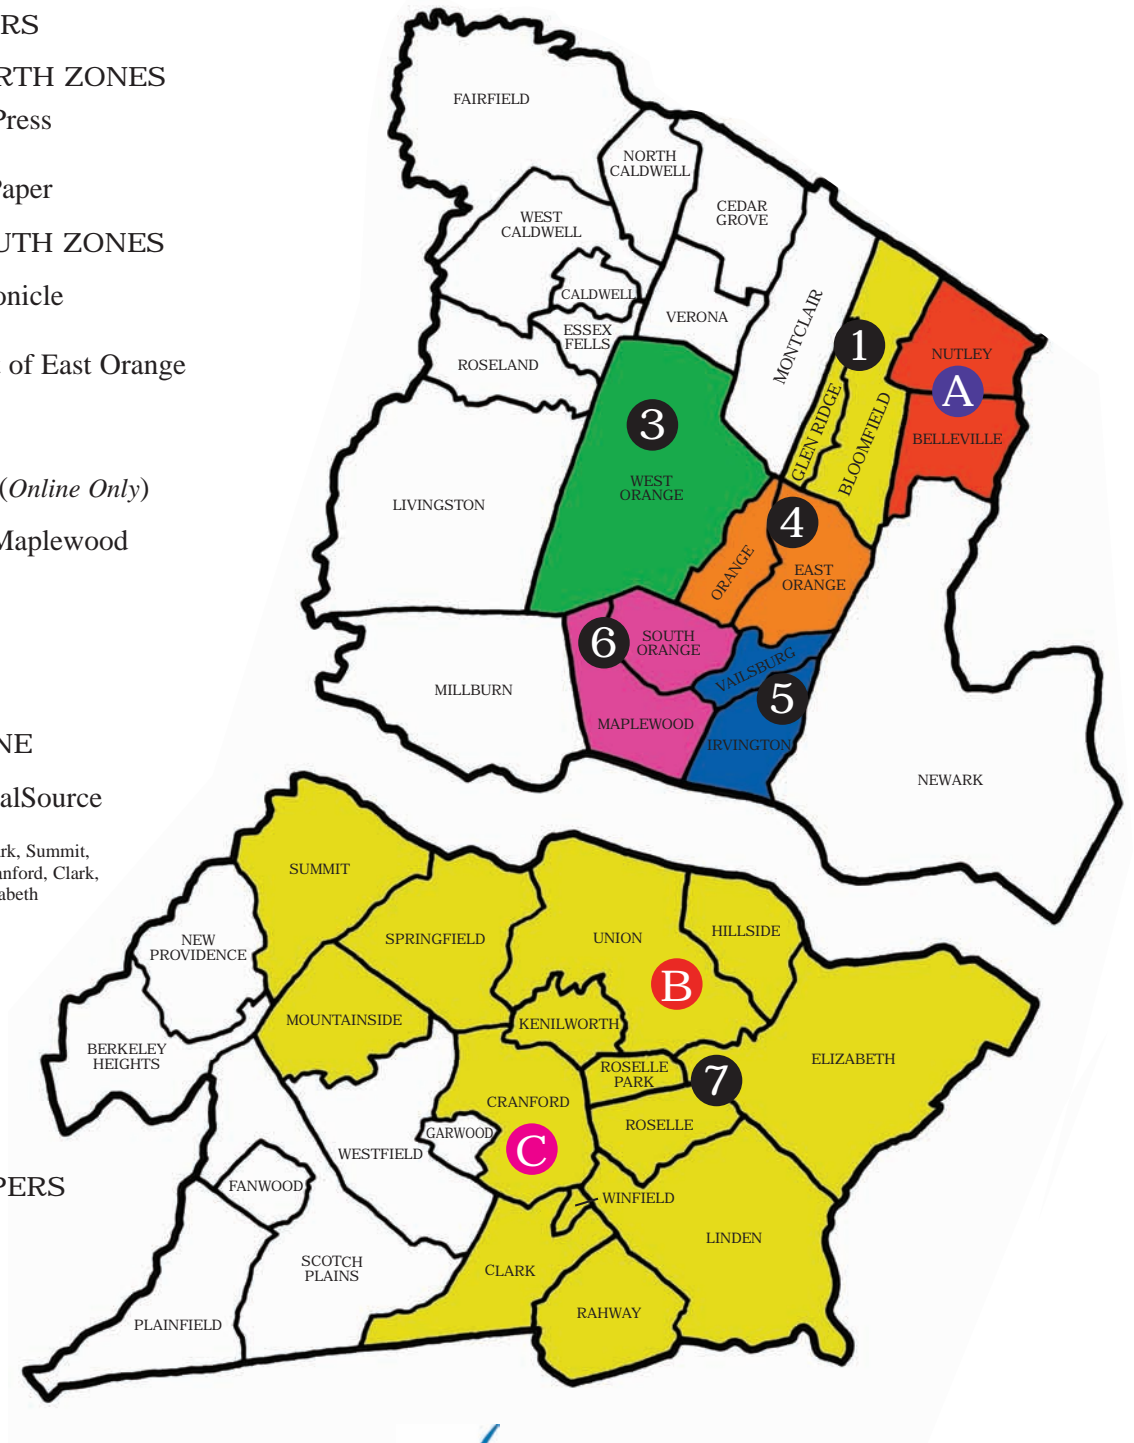 RS
RTH ZONES
Press
Paper
UTH ZONES
onicle
of East Orange
(Online Only)
Maplewood
NE
alSource
rk, Summit,
anford, Clark,
abeth
PERS
FAIRFIELD
NORTH
CALDWELL
CEDAR
GROVE
WEST
CALDWELL
CALDWELL
ESSEX
FELLS
VERONA
ROSELAND
MONTCLAIR
1
NUTLEY
A
BELLEVILLE
GLEN RIDGE
BLOOMFIELD
3
WEST
ORANGE
LIVINGSTON
4
ORANGE
EAST
ORANGE
6
SOUTH
ORANGE
VAILSBURG
5
MILLBURN
MAPLEWOOD
IRVINGTON
NEWARK
SUMMIT
NEW
PROVIDENCE
SPRINGFIELD
UNION
HILLSIDE
B
MOUNTAINSIDE
KENILWORTH
BERKELEY
HEIGHTS
ROSELLE
PARK
7
ELIZABETH
CRANFORD
GARWOOD
ROSELLE
C
WESTFIELD
FANWOOD
WINFIELD
LINDEN
SCOTCH
PLAINS
CLARK
RAHWAY
PLAINFIELD